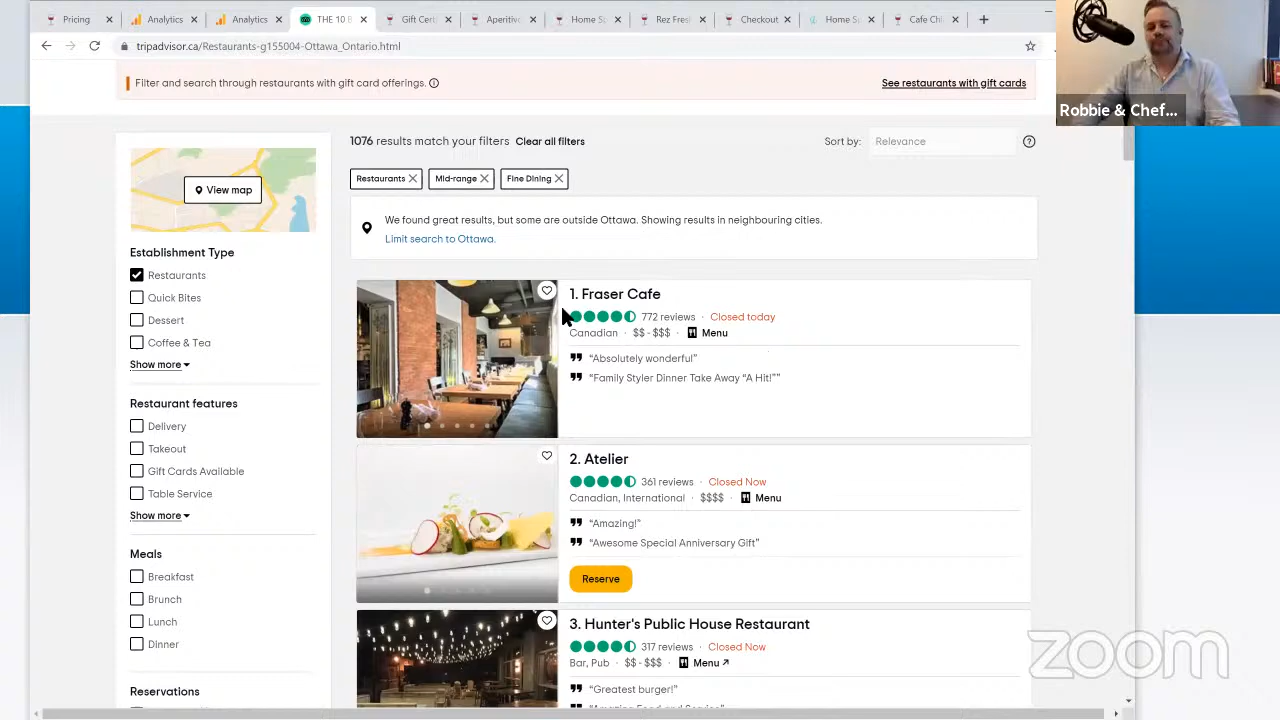 Pricing
Analytics
Analytics
THE 10 B
Gift Cer
Aperitiv
Home S
Rez Fres
Checkout
Home S
Cafe Ch
tripadvisor.ca/Restaurants-g155004-Ottawa_Ontario.html
Robbie & Chef...
Filter and search through restaurants with gift card offerings.
See restaurants with gift cards
1076 results match your filters Clear all filters
Sort by: Relevance
View map
Restaurants Mid-range Fine Dining
We found great results, but some are outside Ottawa. Showing results in neighbouring cities.
Limit search to Ottawa.
Establishment Type
Restaurants
Quick Bites
Dessert
Coffee & Tea
Show more
Restaurant features
Delivery
Takeout
Gift Cards Available
Table Service
Show more
Meals
Breakfast
Brunch
Lunch
Dinner
Reservations
1. Fraser Cafe
772 reviews · Closed today
Canadian · $$ - $$$ · Menu
“Absolutely wonderful!”
“Family Styler Dinner Take Away “A Hit!””
2. Atelier
361 reviews · Closed Now
Canadian, International · $$$$ · Menu
“Amazing!”
“Awesome Special Anniversary Gift”
Reserve
3. Hunter's Public House Restaurant
317 reviews · Closed Now
Bar, Pub · $$ - $$$ · Menu
“Greatest burger!”
“Amazing Food and Service”
zoom